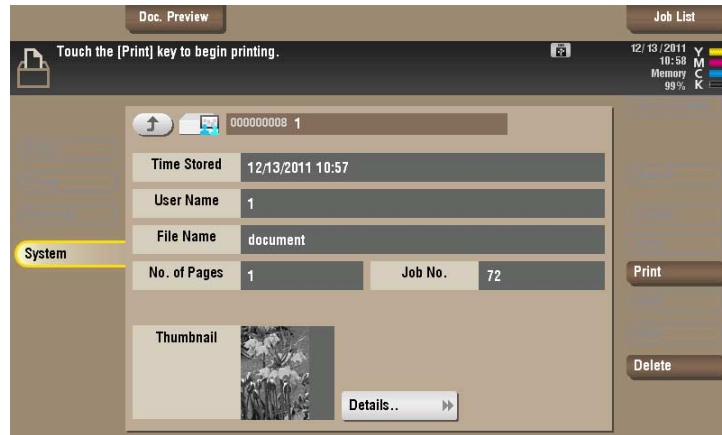 Doc. Preview
Job List
Touch the [Print] key to begin printing.
12/13/2011
10:58
Memory
99%
Y
M
C
K
000000008 1
Time Stored
12/13/2011 10:57
User Name
1
File Name
document
System
No. of Pages
1
Job No.
72
Print
Thumbnail
Delete
Details..